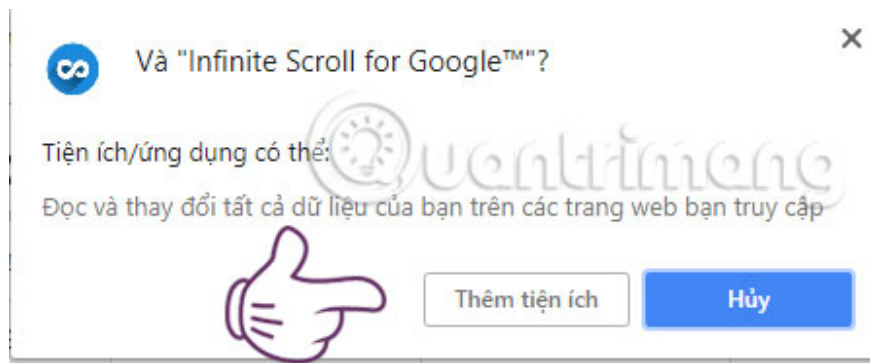 Và "Infinite Scroll for Google™"?
Tiện ích/ứng dụng có thể:
Quantrimang
Đọc và thay đổi tất cả dữ liệu của bạn trên các trang web bạn truy cập
Thêm tiện ích
Hủy